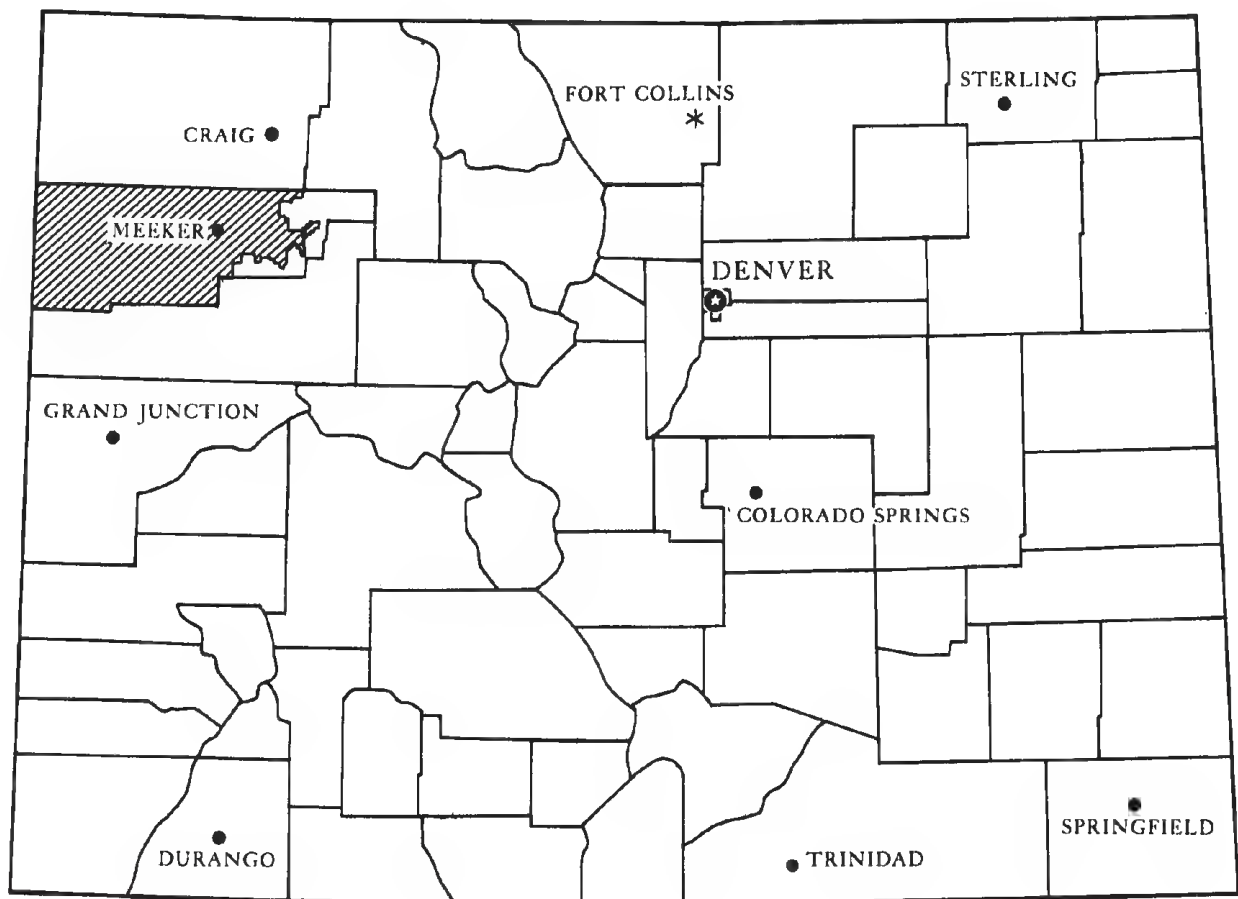 STERLING
FORT COLLINS
CRAIG
MEEKER
DENVER
GRAND JUNCTION
COLORADO SPRINGS
SPRINGFIELD
DURANGO
TRINIDAD